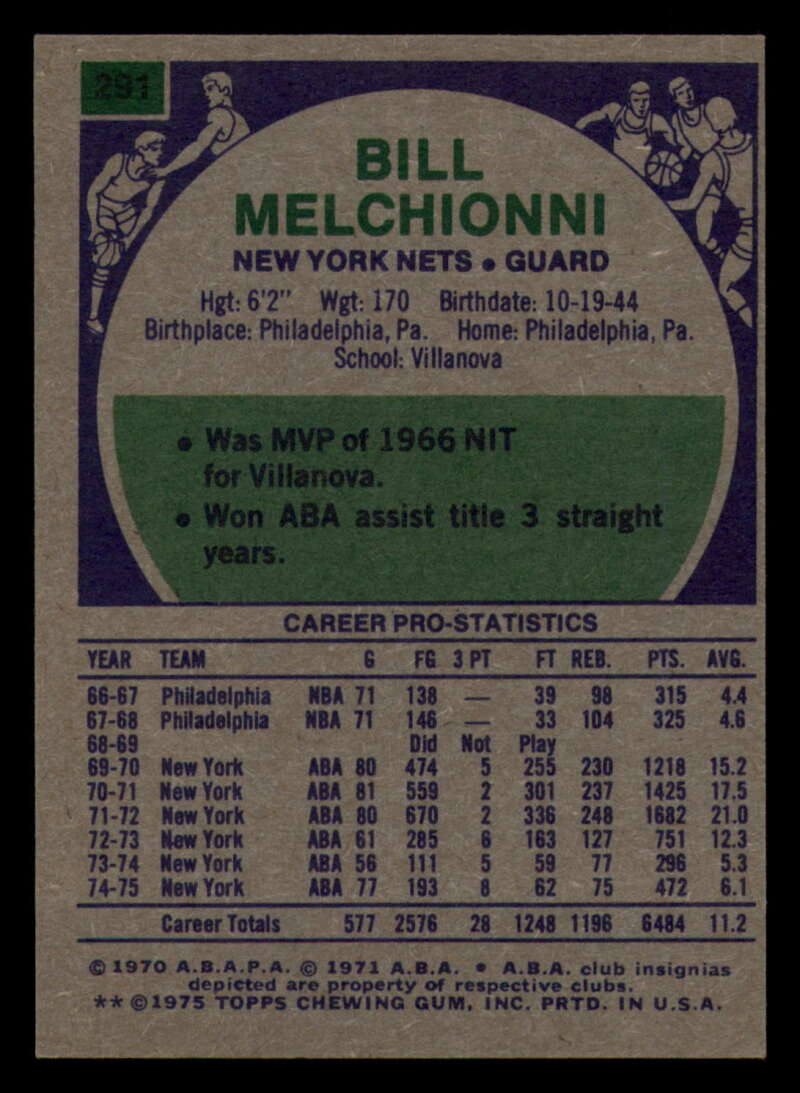 291
BILL
MELCHIONNI
NEW YORK NETS • GUARD
Hgt: 6'2" Wgt: 170 Birthdate: 10-19-44
Birthplace: Philadelphia, Pa. Home: Philadelphia, Pa.
School: Villanova
• Was MVP of 1966 NIT
for Villanova.
• Won ABA assist title 3 straight
years.
CAREER PRO-STATISTICS
YEAR TEAM G FG 3 PT FT REB. PTS. AVG.
66-67 Philadelphia NBA 71 138 — 39 98 315 4.4
67-68 Philadelphia NBA 71 146 — 33 104 325 4.6
68-69 Did Not Play
69-70 New York ABA 80 474 5 255 230 1218 15.2
70-71 New York ABA 81 559 2 301 237 1425 17.5
71-72 New York ABA 80 670 2 336 248 1682 21.0
72-73 New York ABA 61 285 6 163 127 751 12.3
73-74 New York ABA 56 111 5 59 77 296 5.3
74-75 New York ABA 77 193 8 62 75 472 6.1
Career Totals 577 2576 28 1248 1196 6484 11.2
© 1970 A.B.A.P.A. © 1971 A.B.A. • A.B.A. club insignias
depicted are property of respective clubs.
** ©1975 TOPPS CHEWING GUM, INC. PRTD. IN U.S.A.